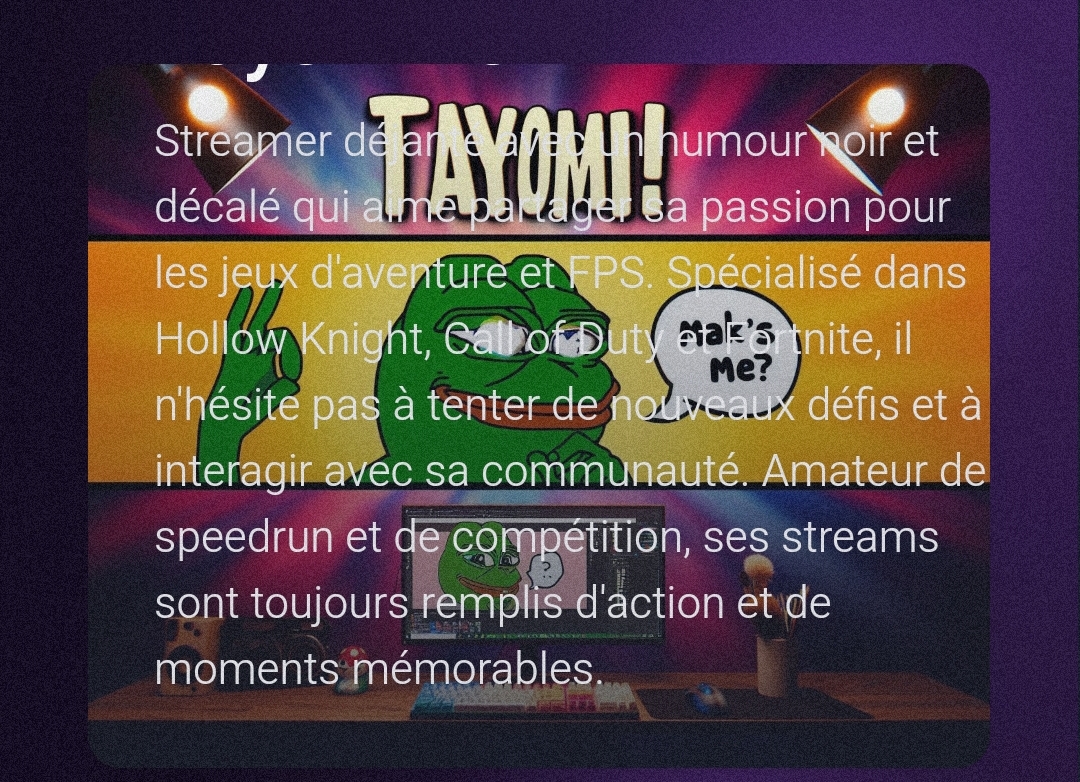 TAYOMI!
Streamer déjanté avec un humour noir et
décalé qui aime partager sa passion pour
les jeux d'aventure et FPS. Spécialisé dans
Hollow Knight, Call of Duty et Fortnite, il
n'hésite pas à tenter de nouveaux défis et à
interagir avec sa communauté. Amateur de
speedrun et de compétition, ses streams
sont toujours remplis d'action et de
moments mémorables.
Mak's
Me?
?